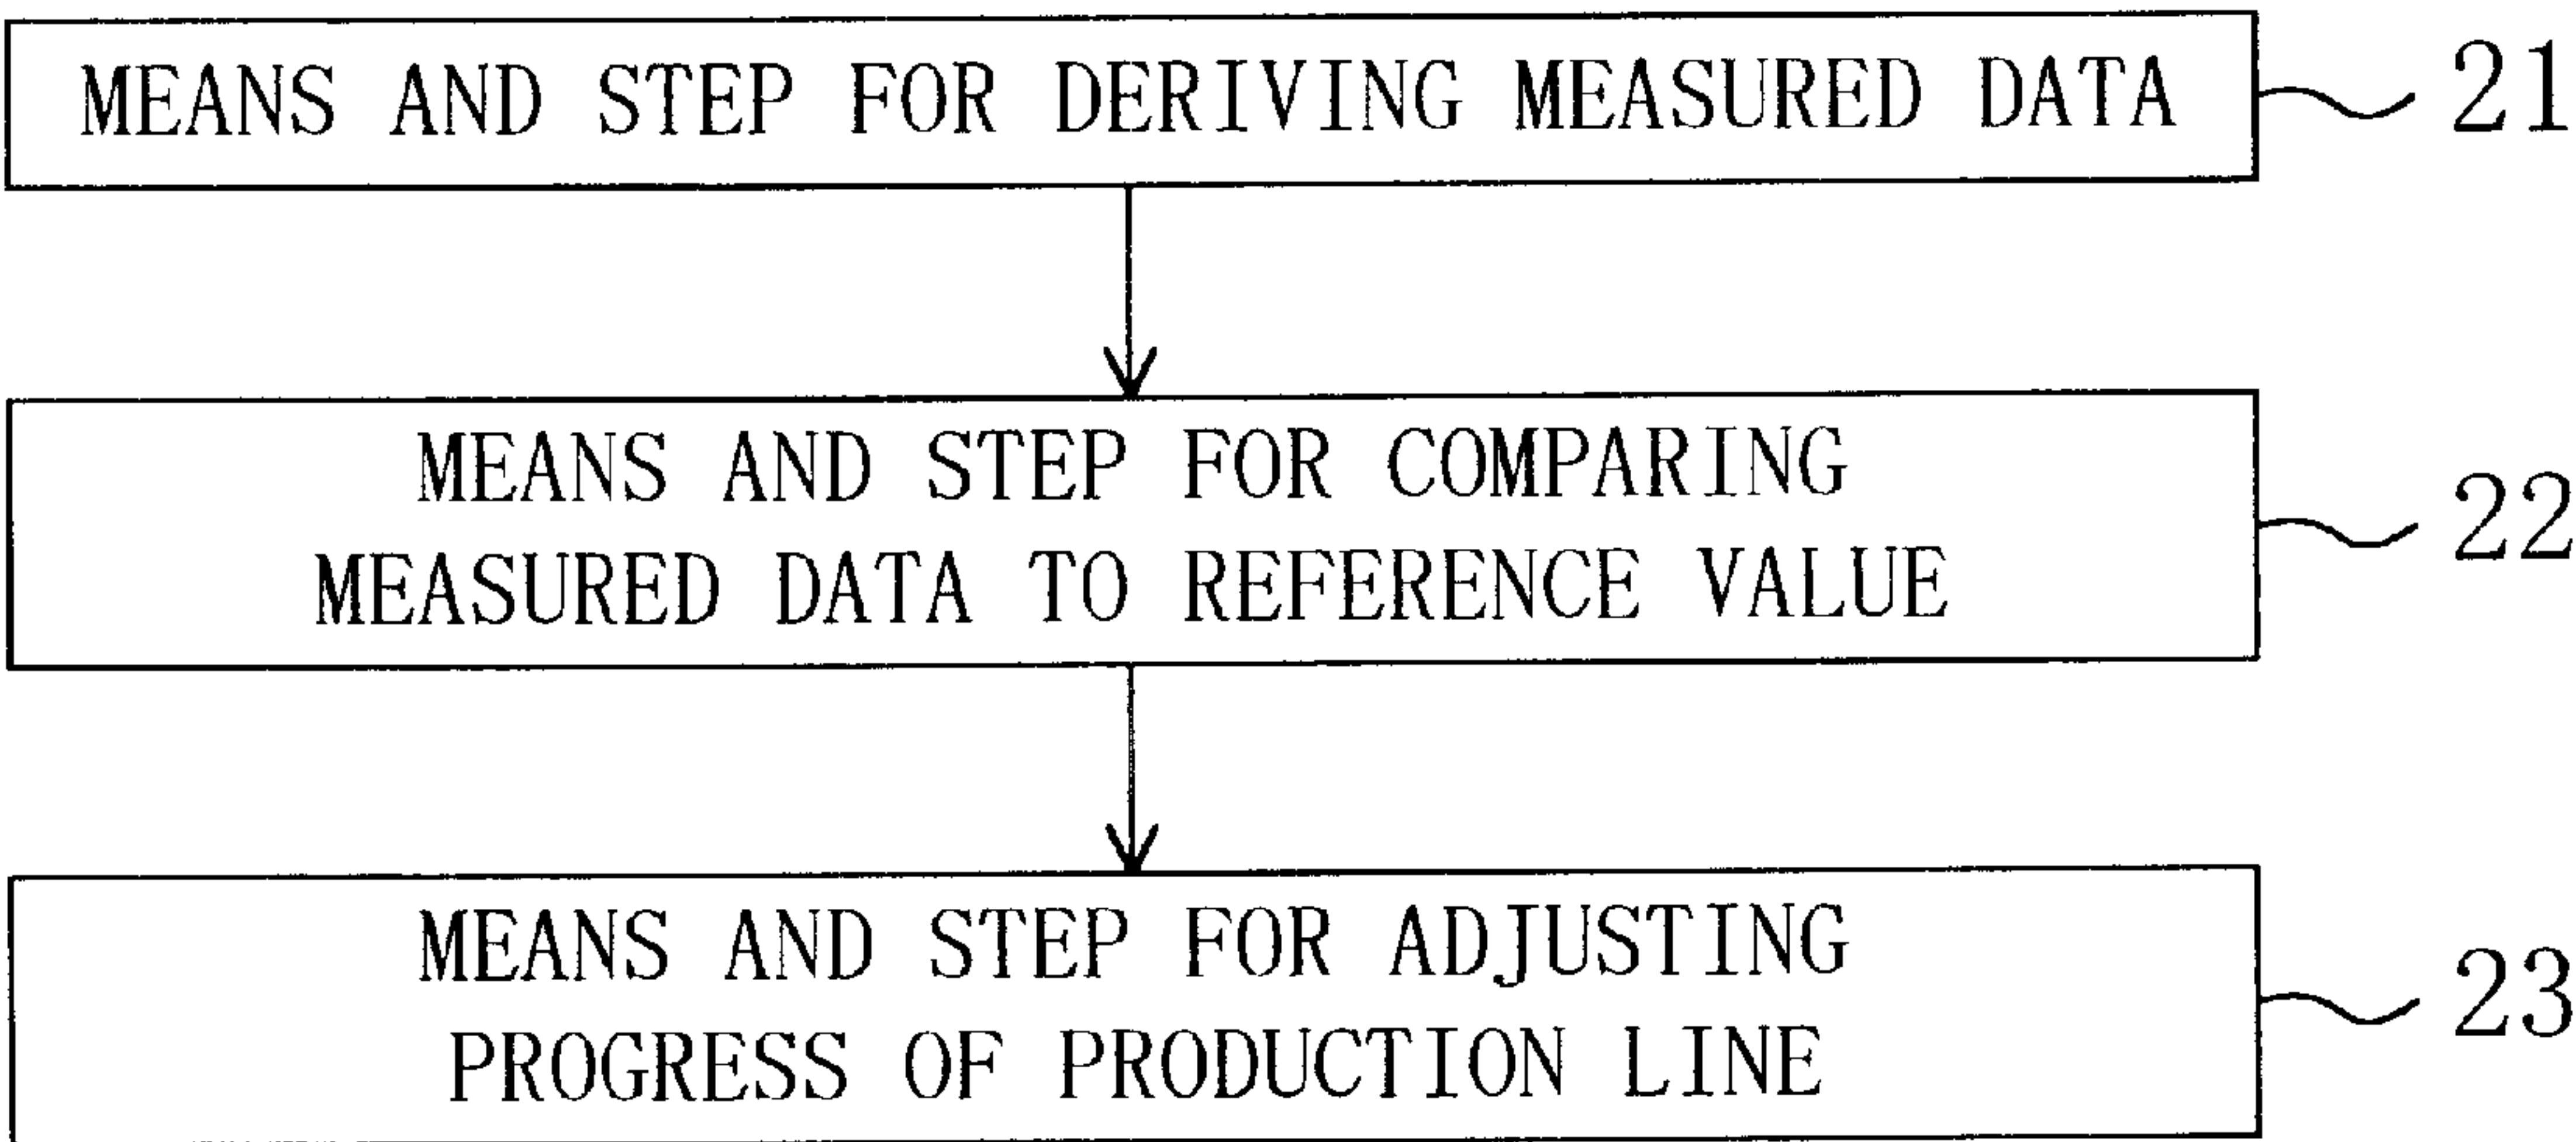 MEANS AND STEP FOR DERIVING MEASURED DATA
21
MEANS AND STEP FOR COMPARING
MEASURED DATA TO REFERENCE VALUE
22
MEANS AND STEP FOR ADJUSTING
PROGRESS OF PRODUCTION LINE
23